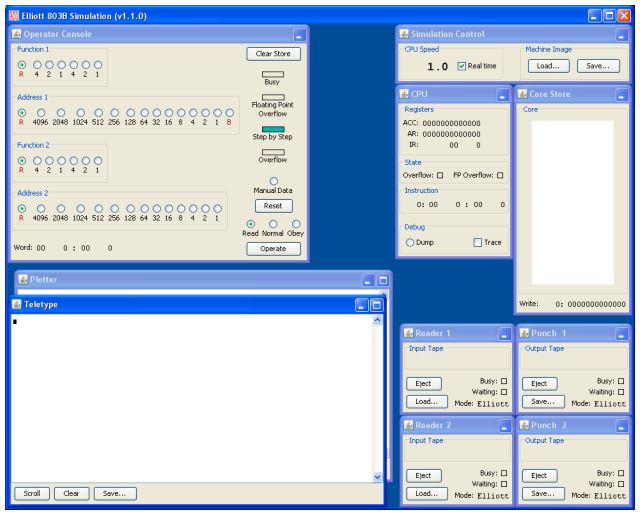 Elliott 803B Simulation (v1.1.0)
Operator Console
Function 1
R 4 2 1 4 2 1
Address 1
R 4096 2048 1024 512 256 128 64 32 16 8 4 2 1 B
Function 2
R 4 2 1 4 2 1
Address 2
R 4096 2048 1024 512 256 128 64 32 16 8 4 2 1
Word: 00 0 : 00 0
Clear Store
Busy
Floating Point
Overflow
Step by Step
Overflow
Manual Data
Reset
Read Normal Obey
Operate
Simulation Control
CPU Speed
1.0 Real time
Machine Image
Load... Save...
CPU
Registers
ACC: 0000000000000
AR: 0000000000000
IR: 00 0
State
Overflow: FP Overflow:
Instruction
0: 00 0 : 00 0
Debug
Dump Trace
Core Store
Core
Write: 0: 0000000000000
Plotter
Teletype
Scroll Clear Save...
Reader 1
Input Tape
Eject Busy:
Waiting:
Load... Mode: Elliott
Punch 1
Output Tape
Eject Busy:
Waiting:
Save... Mode: Elliott
Reader 2
Input Tape
Eject Busy:
Waiting:
Load... Mode: Elliott
Punch 2
Output Tape
Eject Busy:
Waiting:
Save... Mode: Elliott